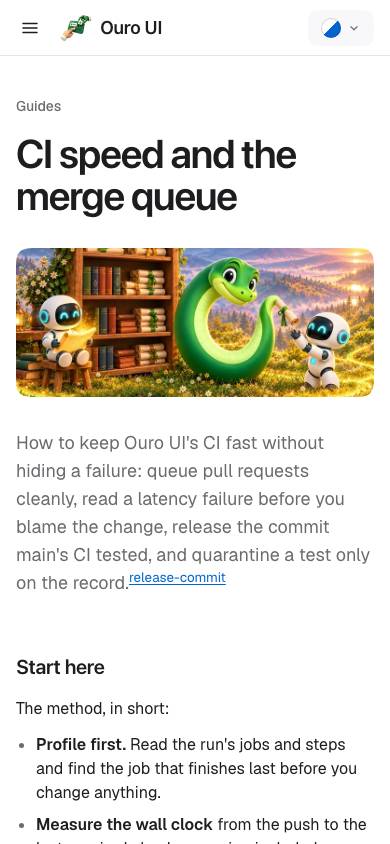 Ouro UI
Guides
CI speed and the
merge queue
How to keep Ouro UI's CI fast without
hiding a failure: queue pull requests
cleanly, read a latency failure before you
blame the change, release the commit
main's CI tested, and quarantine a test only
on the record.release-commit
Start here
The method, in short:
• Profile first. Read the run's jobs and steps
and find the job that finishes last before you
change anything.
• Measure the wall clock from the push to the